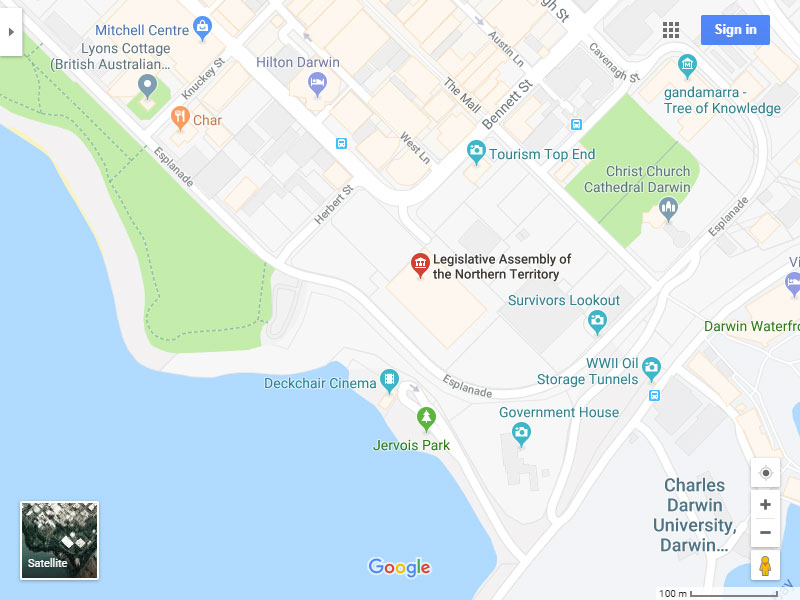 gh St
Mitchell Centre
Sign in
Austin Ln
Lyons Cottage
(British Australian...
Hilton Darwin
Cavenagh St
Knuckey St
gandamarra -
Tree of Knowledge
The Mall
Bennett St
Char
West Ln
Tourism Top End
Esplanade
Christ Church
Cathedral Darwin
Herbert St
Esplanade
Legislative Assembly of
the Northern Territory
Vi
Survivors Lookout
Darwin Waterfro
WWII Oil
Storage Tunnels
Deckchair Cinema
Esplanade
Government House
Jervois Park
Charles
Darwin
University,
Darwin...
Satellite
Google
100 m